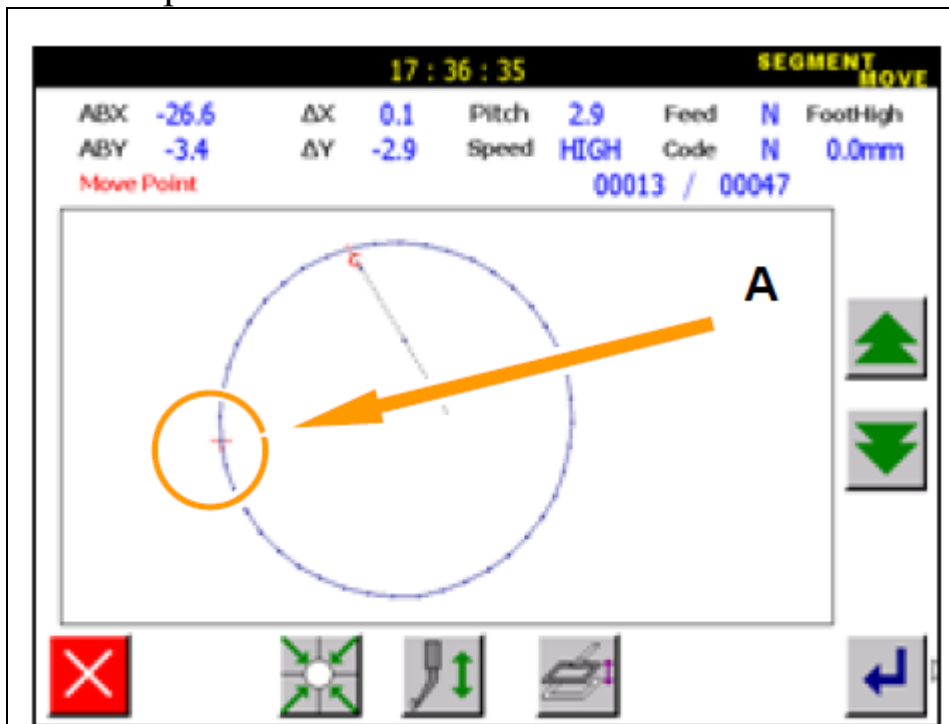 17 : 36 : 35
SEGMENT
MOVE
ABX -26.6 ΔX 0.1 Pitch 2.9 Feed N FootHigh
ABY -3.4 ΔY -2.9 Speed HIGH Code N 0.0mm
Move Point 00013 / 00047
A